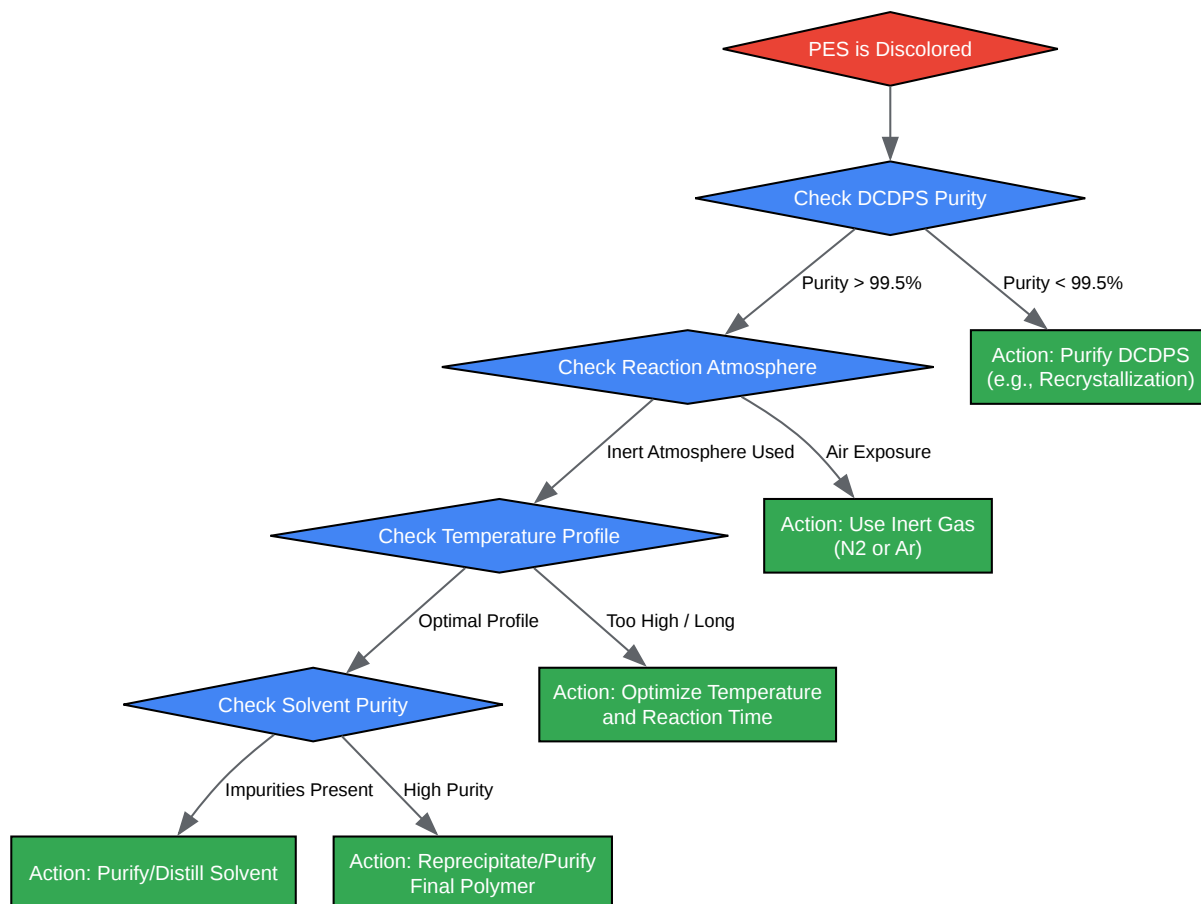 PES is Discolored
Check DCDPS Purity
Purity > 99.5%
Purity < 99.5%
Check Reaction Atmosphere
Action: Purify DCDPS
(e.g., Recrystallization)
Inert Atmosphere Used
Air Exposure
Check Temperature Profile
Action: Use Inert Gas
(N2 or Ar)
Optimal Profile
Too High / Long
Check Solvent Purity
Action: Optimize Temperature
and Reaction Time
Impurities Present
High Purity
Action: Purify/Distill Solvent
Action: Reprecipitate/Purify
Final Polymer